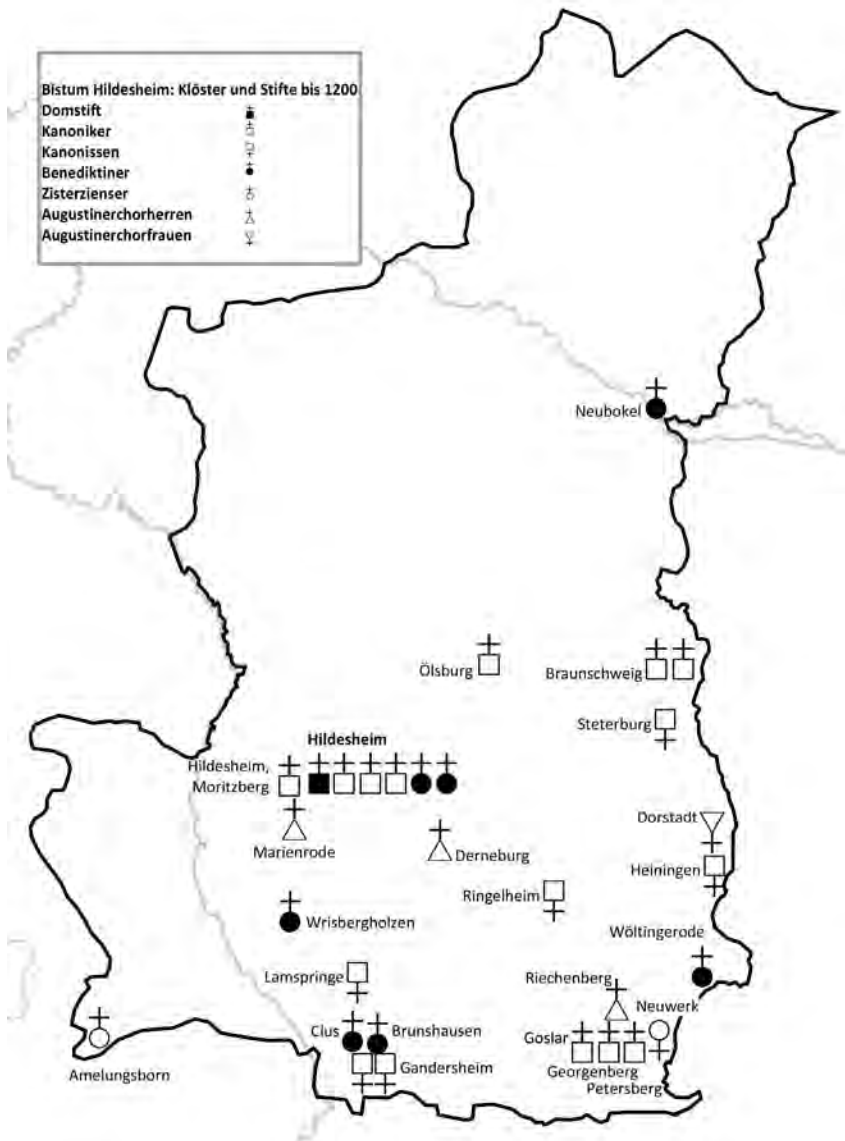 Bistum Hildesheim: Klöster und Stifte bis 1200
Domstift
Kanoniker
Kanonissen
Benediktiner
Zisterzienser
Augustinerchorherren
Augustinerchorfrauen
Neubokel
Ölsburg
Braunschweig
Steterburg
Hildesheim
Hildesheim,
Moritzberg
Dorstadt
Marienrode
Derneburg
Heiningen
Ringelheim
Wrisbergholzen
Wöltingerode
Lamspringe
Riechenberg
Neuwerk
Clus
Brunshausen
Goslar
Amelungsborn
Gandersheim
Georgenberg
Petersberg